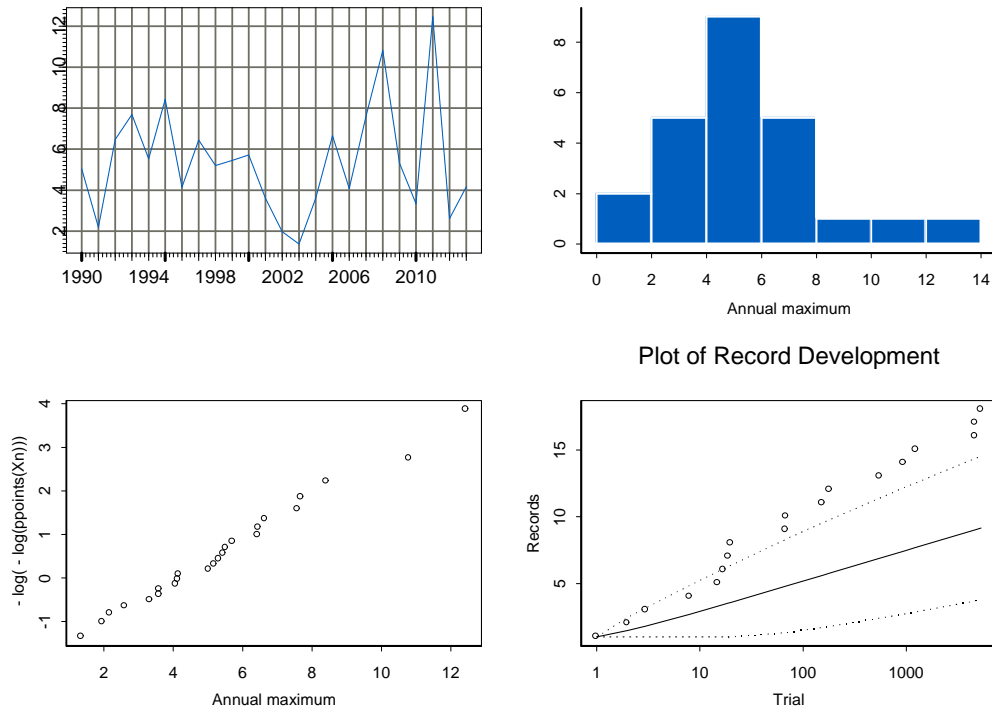 12
10
8
6
4
2
1990 1994 1998 2002 2006 2010
8
6
4
2
0
0 2 4 6 8 10 12 14
Annual maximum
- log( - log(ppoints(Xn)))
4
3
2
1
0
-1
2 4 6 8 10 12
Annual maximum
Plot of Record Development
Records
15
10
5
1 10 100 1000
Trial